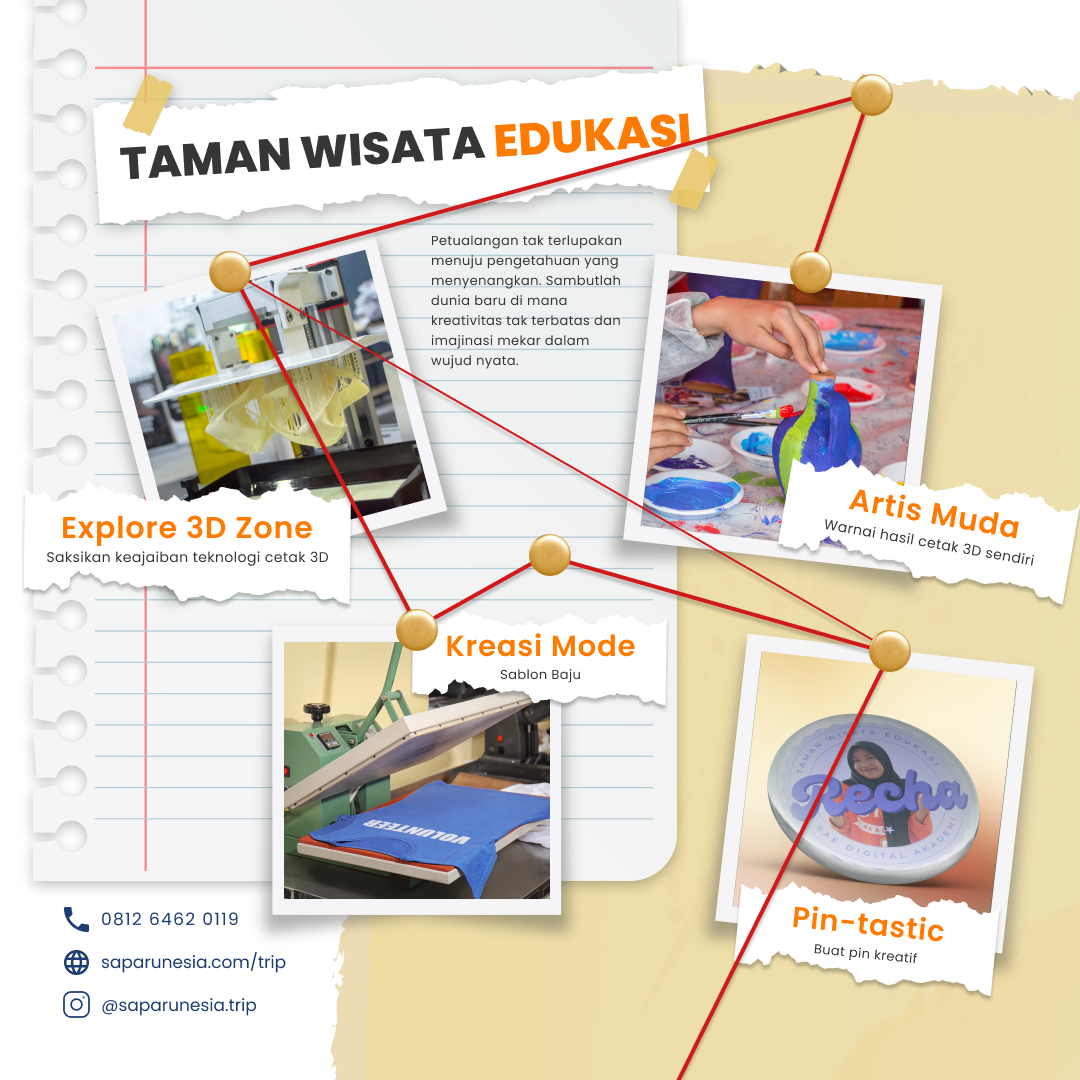 TAMAN WISATA EDUKASI
Petualangan tak terlupakan
menuju pengetahuan yang
menyenangkan. Sambutlah
dunia baru di mana
kreativitas tak terbatas dan
imajinasi mekar dalam
wujud nyata.
Explore 3D Zone
Saksikan keajaiban teknologi cetak 3D
Artis Muda
Warnai hasil cetak 3D sendiri
Kreasi Mode
Sablon Baju
VOLUNTEER
TAMAN WISATA EDUKASI
Recha
SAE DIGITAL AKADEMI
Pin-tastic
Buat pin kreatif
0812 6462 0119
saparunesia.com/trip
@saparunesia.trip